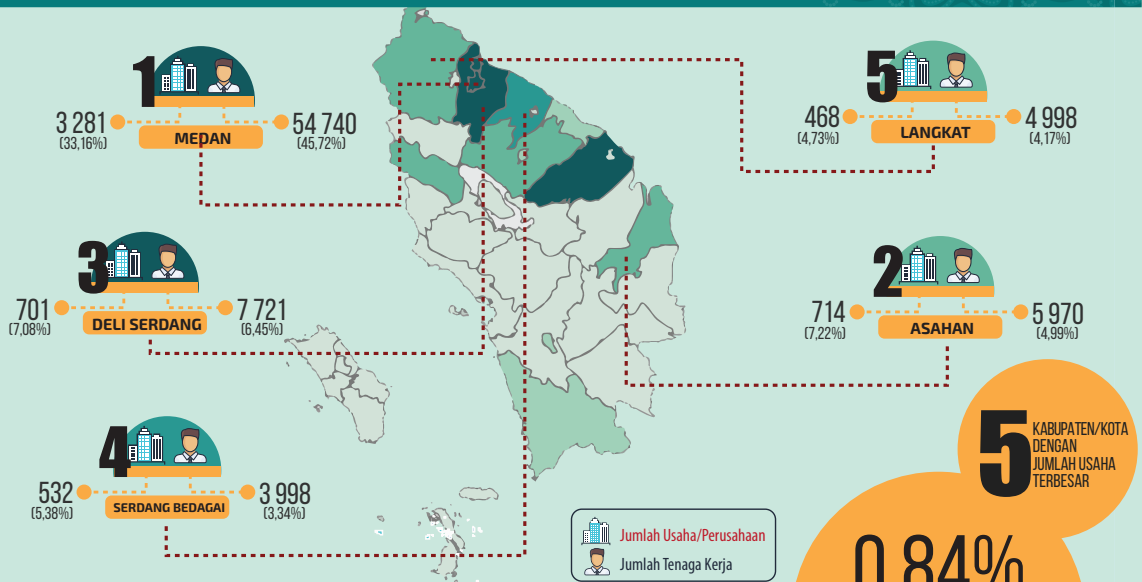 1
MEDAN
3 281
(33,16%)
54 740
(45,72%)
5
LANGKAT
468
(4,73%)
4 998
(4,17%)
3
DELI SERDANG
701
(7,08%)
7 721
(6,45%)
2
ASAHAN
714
(7,22%)
5 970
(4,99%)
4
SERDANG BEDAGAI
532
(5,38%)
3 998
(3,34%)
5
KABUPATEN/KOTA
DENGAN
JUMLAH USAHA
TERBESAR
Jumlah Usaha/Perusahaan
Jumlah Tenaga Kerja
0,84%